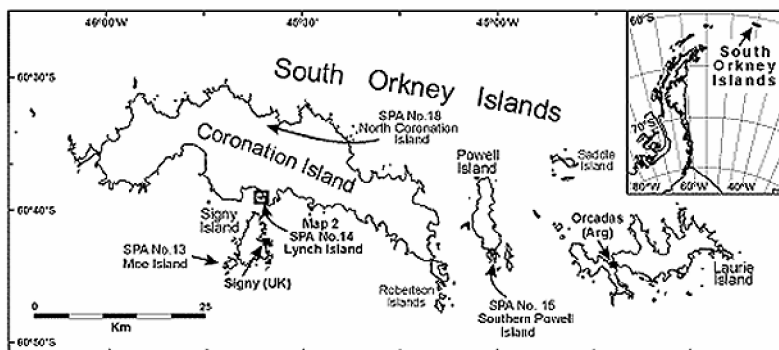 46°00'W
45°30'
45°00'
60°S
South
Orkney
Islands
70°S
80°W
60°W
40°W
60°30'S
60°40'S
60°50'S
South Orkney Islands
SPA No.18
North Coronation
Island
Coronation Island
Powell
Island
Saddle
Island
Signy
Island
Map 2
SPA No.14
Lynch Island
SPA No.13
Moe Island
Signy (UK)
Orcadas
(Arg)
Laurie
Island
Robertson
Islands
SPA No. 15
Southern Powell
Island
0
25
Km